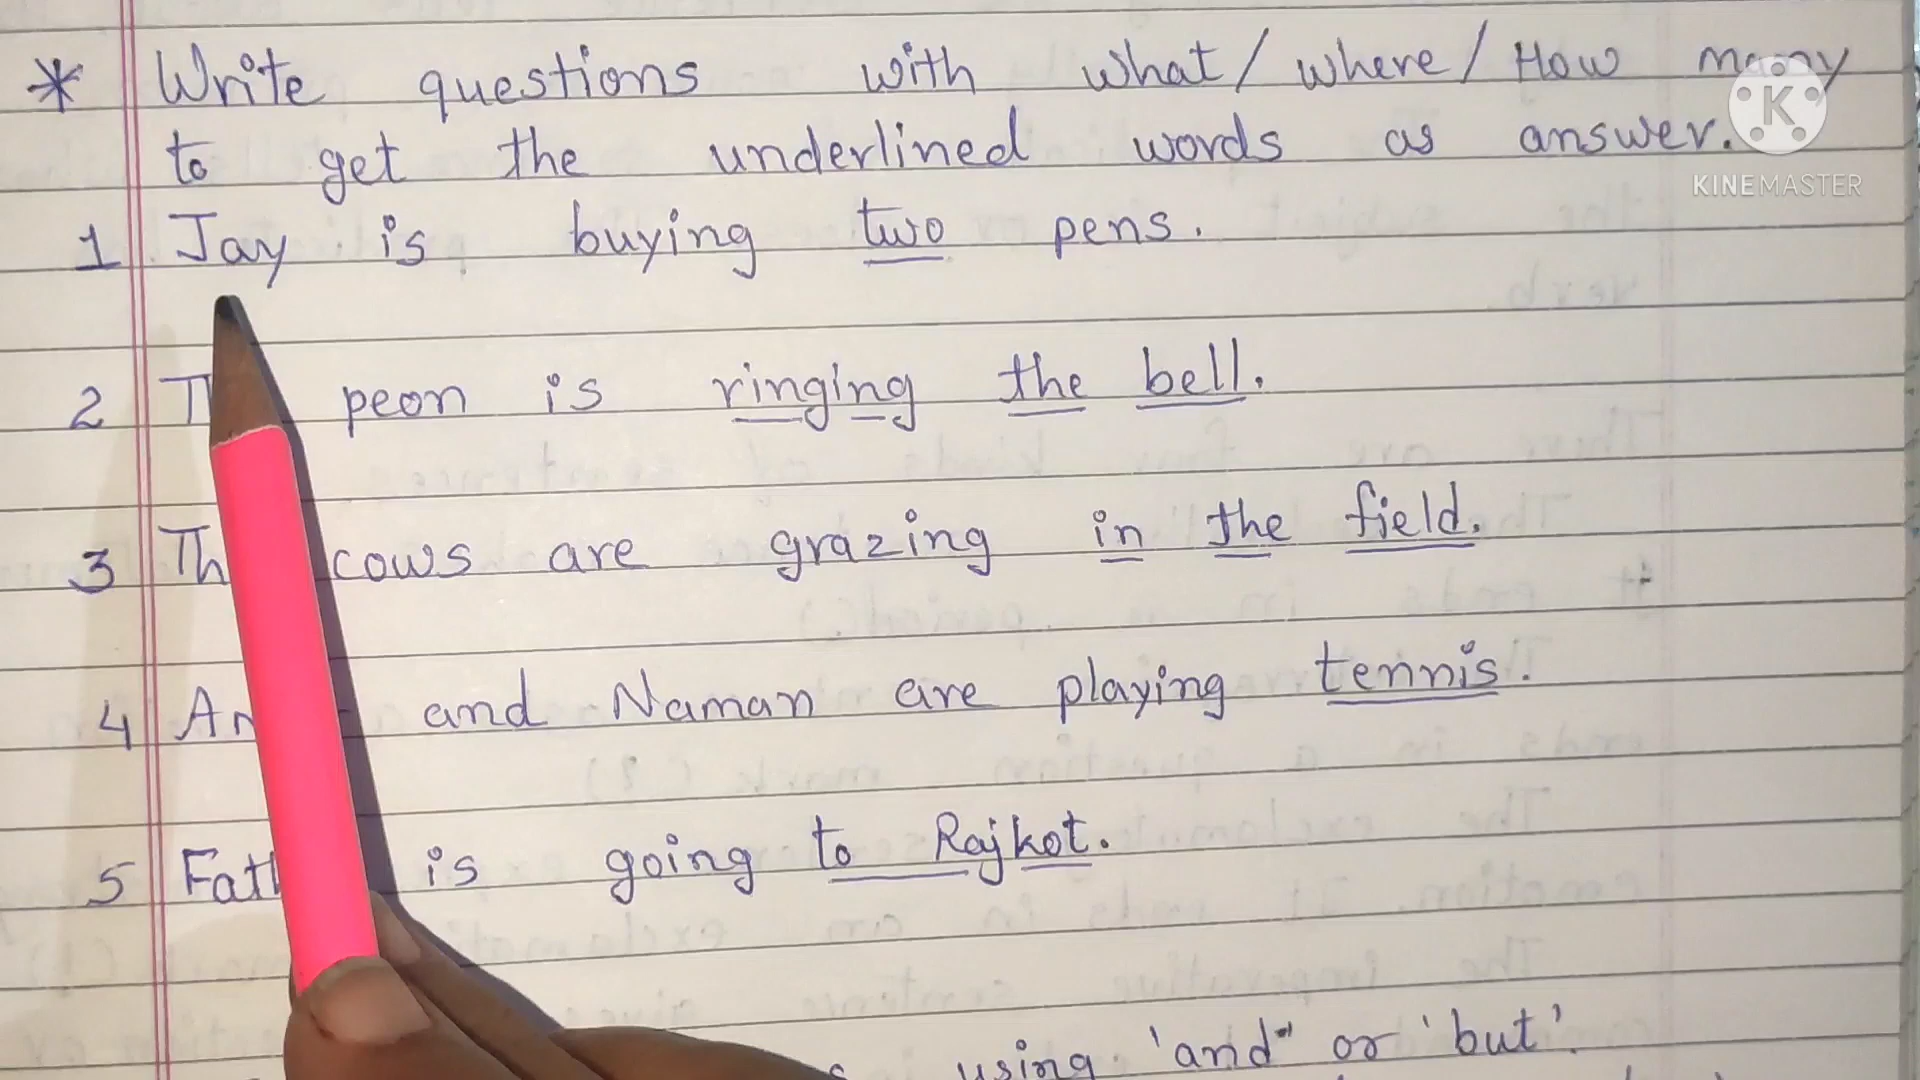 * Write questions with what / where / How many
to get the underlined words as answer.
KINEMASTER
1 Jay is buying two pens.
2 peon is ringing the bell.
3 cows are grazing in the field.
4 and Naman are playing tennis.
5 is going to Rajkot.
using 'and" or 'but'.